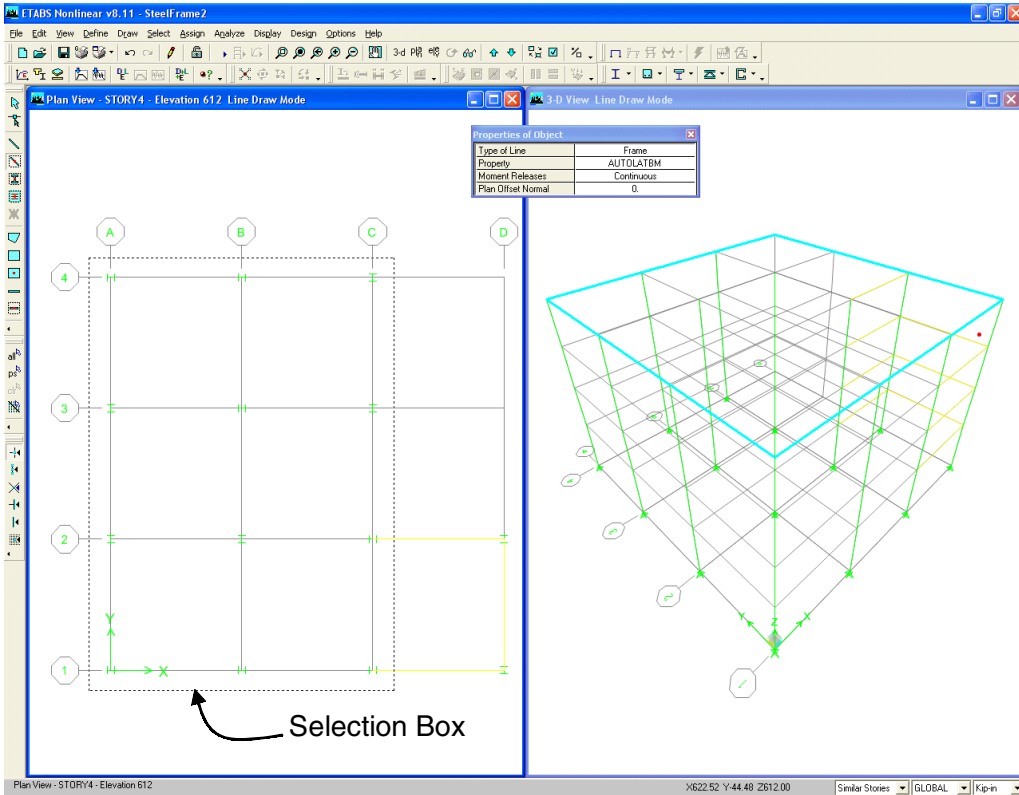 ETABS Nonlinear v8.11 - SteelFrame2
File Edit View Define Draw Select Assign Analyze Display Design Options Help
3-d
all
ps
Plan View - STORY4 - Elevation 612 Line Draw Mode
3-D View Line Draw Mode
Properties of Object
Type of Line Frame
Property AUTOLATBM
Moment Releases Continuous
Plan Offset Normal 0.
A B C D
4
3
2
1
Y
X
Y
Z
X
Selection Box
Plan View - STORY4 - Elevation 612
X622.52 Y-44.48 Z612.00
Similar Stories
GLOBAL
Kip-in